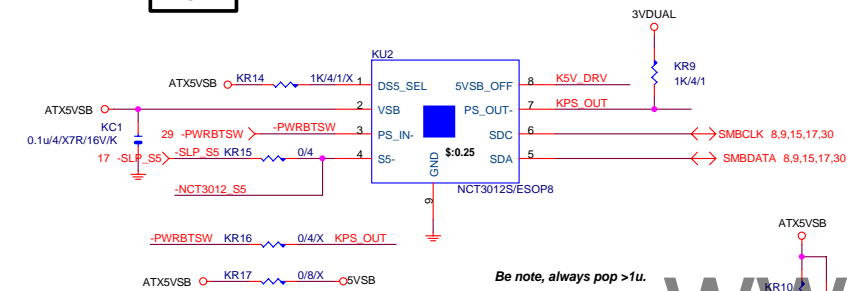 3VDUAL
KU2
KR9
1K/4/1
ATX5VSB KR14 1K/4/1/X 1 DS5_SEL 5VSB_OFF 8 K5V_DRV
ATX5VSB 2 VSB PS_OUT- 7 KPS_OUT
KC1
0.1u/4/X7R/16V/K
29 -PWRBTSW -PWRBTSW 3 PS_IN- SDC 6 SMBCLK 8,9,15,17,30
17 -SLP_S5 -SLP_S5 KR15 0/4 4 S5- GND $:0.25 SDA 5 SMBDATA 8,9,15,17,30
-NCT3012_S5
NCT3012S/ESOP8
9
-PWRBTSW KR16 0/4/X KPS_OUT
ATX5VSB
ATX5VSB KR17 0/8/X 5VSB
Be note, always pop >1u.
KR10